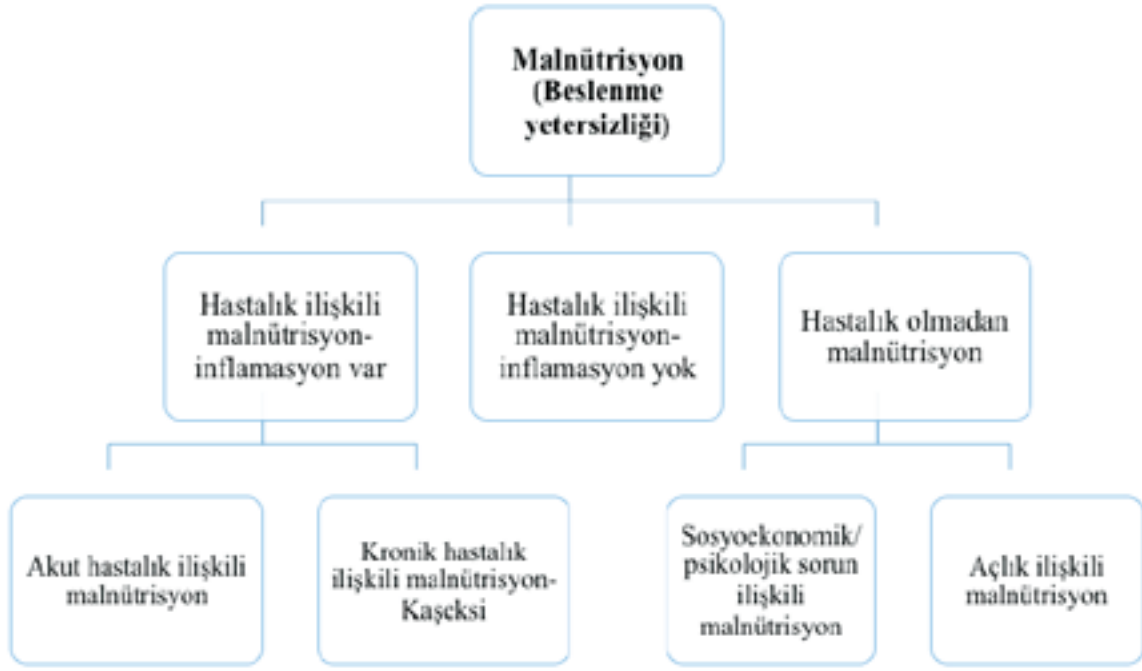 Malnütrisyon
(Beslenme
yetersizliği)
Hastalık ilişkili
malnütrisyon-
inflamasyon var
Hastalık ilişkili
malnütrisyon-
inflamasyon yok
Hastalık olmadan
malnütrisyon
Akut hastalık ilişkili
malnütrisyon
Kronik hastalık
ilişkili malnütrisyon-
Kaşeksi
Sosyoekonomik/
psikolojik sorun
ilişkili
malnütrisyon
Açlık ilişkili
malnütrisyon